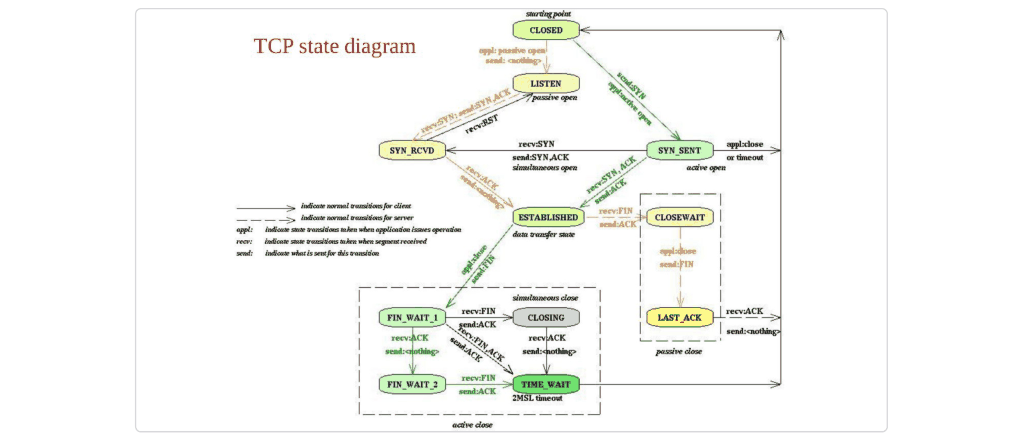 starting point
CLOSED
TCP state diagram
appl: passive open
send: <nothing>
LISTEN
passive open
send:SYN
appl:active open
recv:SYN; send:SYN,ACK
recv:RST
SYN_RCVD
recv:SYN
send:SYN,ACK
simultaneous open
SYN_SENT
active open
appl:close
or timeout
recv:ACK
send:<nothing>
recv:SYN, ACK
send:ACK
indicate normal transitions for client
indicate normal transitions for server
appl: indicate state transitions taken when application issues operation
recv: indicate state transitions taken when segment received
send: indicate what is sent for this transition
ESTABLISHED
data transfer state
recv:FIN
send:ACK
CLOSEWAIT
appl:close
send:FIN
appl:close
send:FIN
simultaneous close
FIN_WAIT_1
recv:FIN
send:ACK
CLOSING
LAST_ACK
recv:ACK
send:<nothing>
passive close
recv:ACK
send:<nothing>
recv:FIN,ACK
send:ACK
recv:ACK
send:<nothing>
FIN_WAIT_2
recv:FIN
send:ACK
TIME_WAIT
2MSL timeout
active close